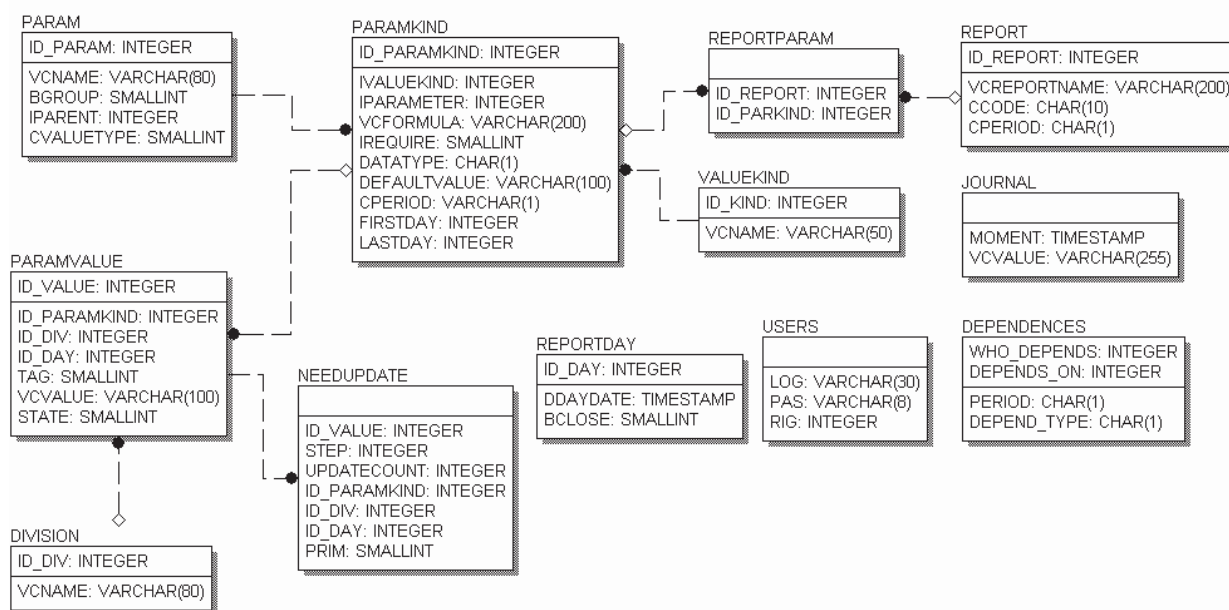 PARAM
ID_PARAM: INTEGER
VCNAME: VARCHAR(80)
BGROUP: SMALLINT
IPARENT: INTEGER
CVALUETYPE: SMALLINT
PARAMKIND
ID_PARAMKIND: INTEGER
IVALUEKIND: INTEGER
IPARAMETER: INTEGER
VCFORMULA: VARCHAR(200)
IREQUIRE: SMALLINT
DATATYPE: CHAR(1)
DEFAULTVALUE: VARCHAR(100)
CPERIOD: VARCHAR(1)
FIRSTDAY: INTEGER
LASTDAY: INTEGER
REPORTPARAM
ID_REPORT: INTEGER
ID_PARKIND: INTEGER
REPORT
ID_REPORT: INTEGER
VCREPORTNAME: VARCHAR(200)
CCODE: CHAR(10)
CPERIOD: CHAR(1)
VALUEKIND
ID_KIND: INTEGER
VCNAME: VARCHAR(50)
JOURNAL
MOMENT: TIMESTAMP
VCVALUE: VARCHAR(255)
PARAMVALUE
ID_VALUE: INTEGER
ID_PARAMKIND: INTEGER
ID_DIV: INTEGER
ID_DAY: INTEGER
TAG: SMALLINT
VCVALUE: VARCHAR(100)
STATE: SMALLINT
NEEDUPDATE
ID_VALUE: INTEGER
STEP: INTEGER
UPDATECOUNT: INTEGER
ID_PARAMKIND: INTEGER
ID_DIV: INTEGER
ID_DAY: INTEGER
PRIM: SMALLINT
REPORTDAY
ID_DAY: INTEGER
DDAYDATE: TIMESTAMP
BCLOSE: SMALLINT
USERS
LOG: VARCHAR(30)
PAS: VARCHAR(8)
RIG: INTEGER
DEPENDENCES
WHO_DEPENDS: INTEGER
DEPENDS_ON: INTEGER
PERIOD: CHAR(1)
DEPEND_TYPE: CHAR(1)
DIVISION
ID_DIV: INTEGER
VCNAME: VARCHAR(80)